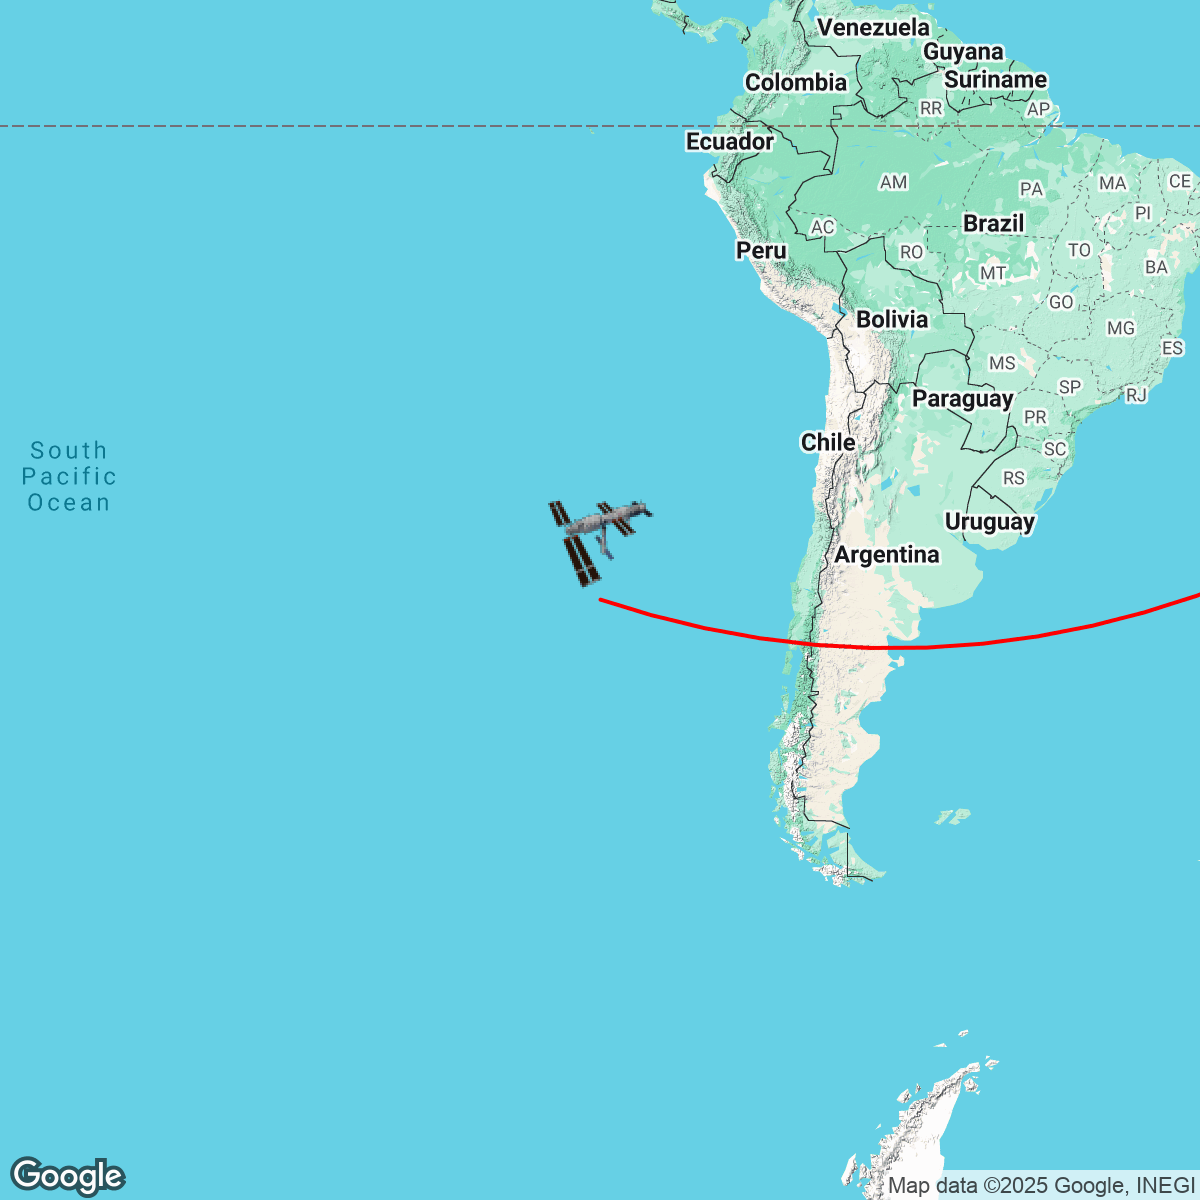 Venezuela
Guyana
Colombia
Suriname
RR
AP
Ecuador
AM
PA
MA
CE
PI
AC
Brazil
Peru
RO
TO
MT
BA
GO
Bolivia
MG
ES
MS
SP
Paraguay
RJ
PR
Chile
SC
South
Pacific
Ocean
RS
Uruguay
Argentina
Google
Map data ©2025 Google, INEGI